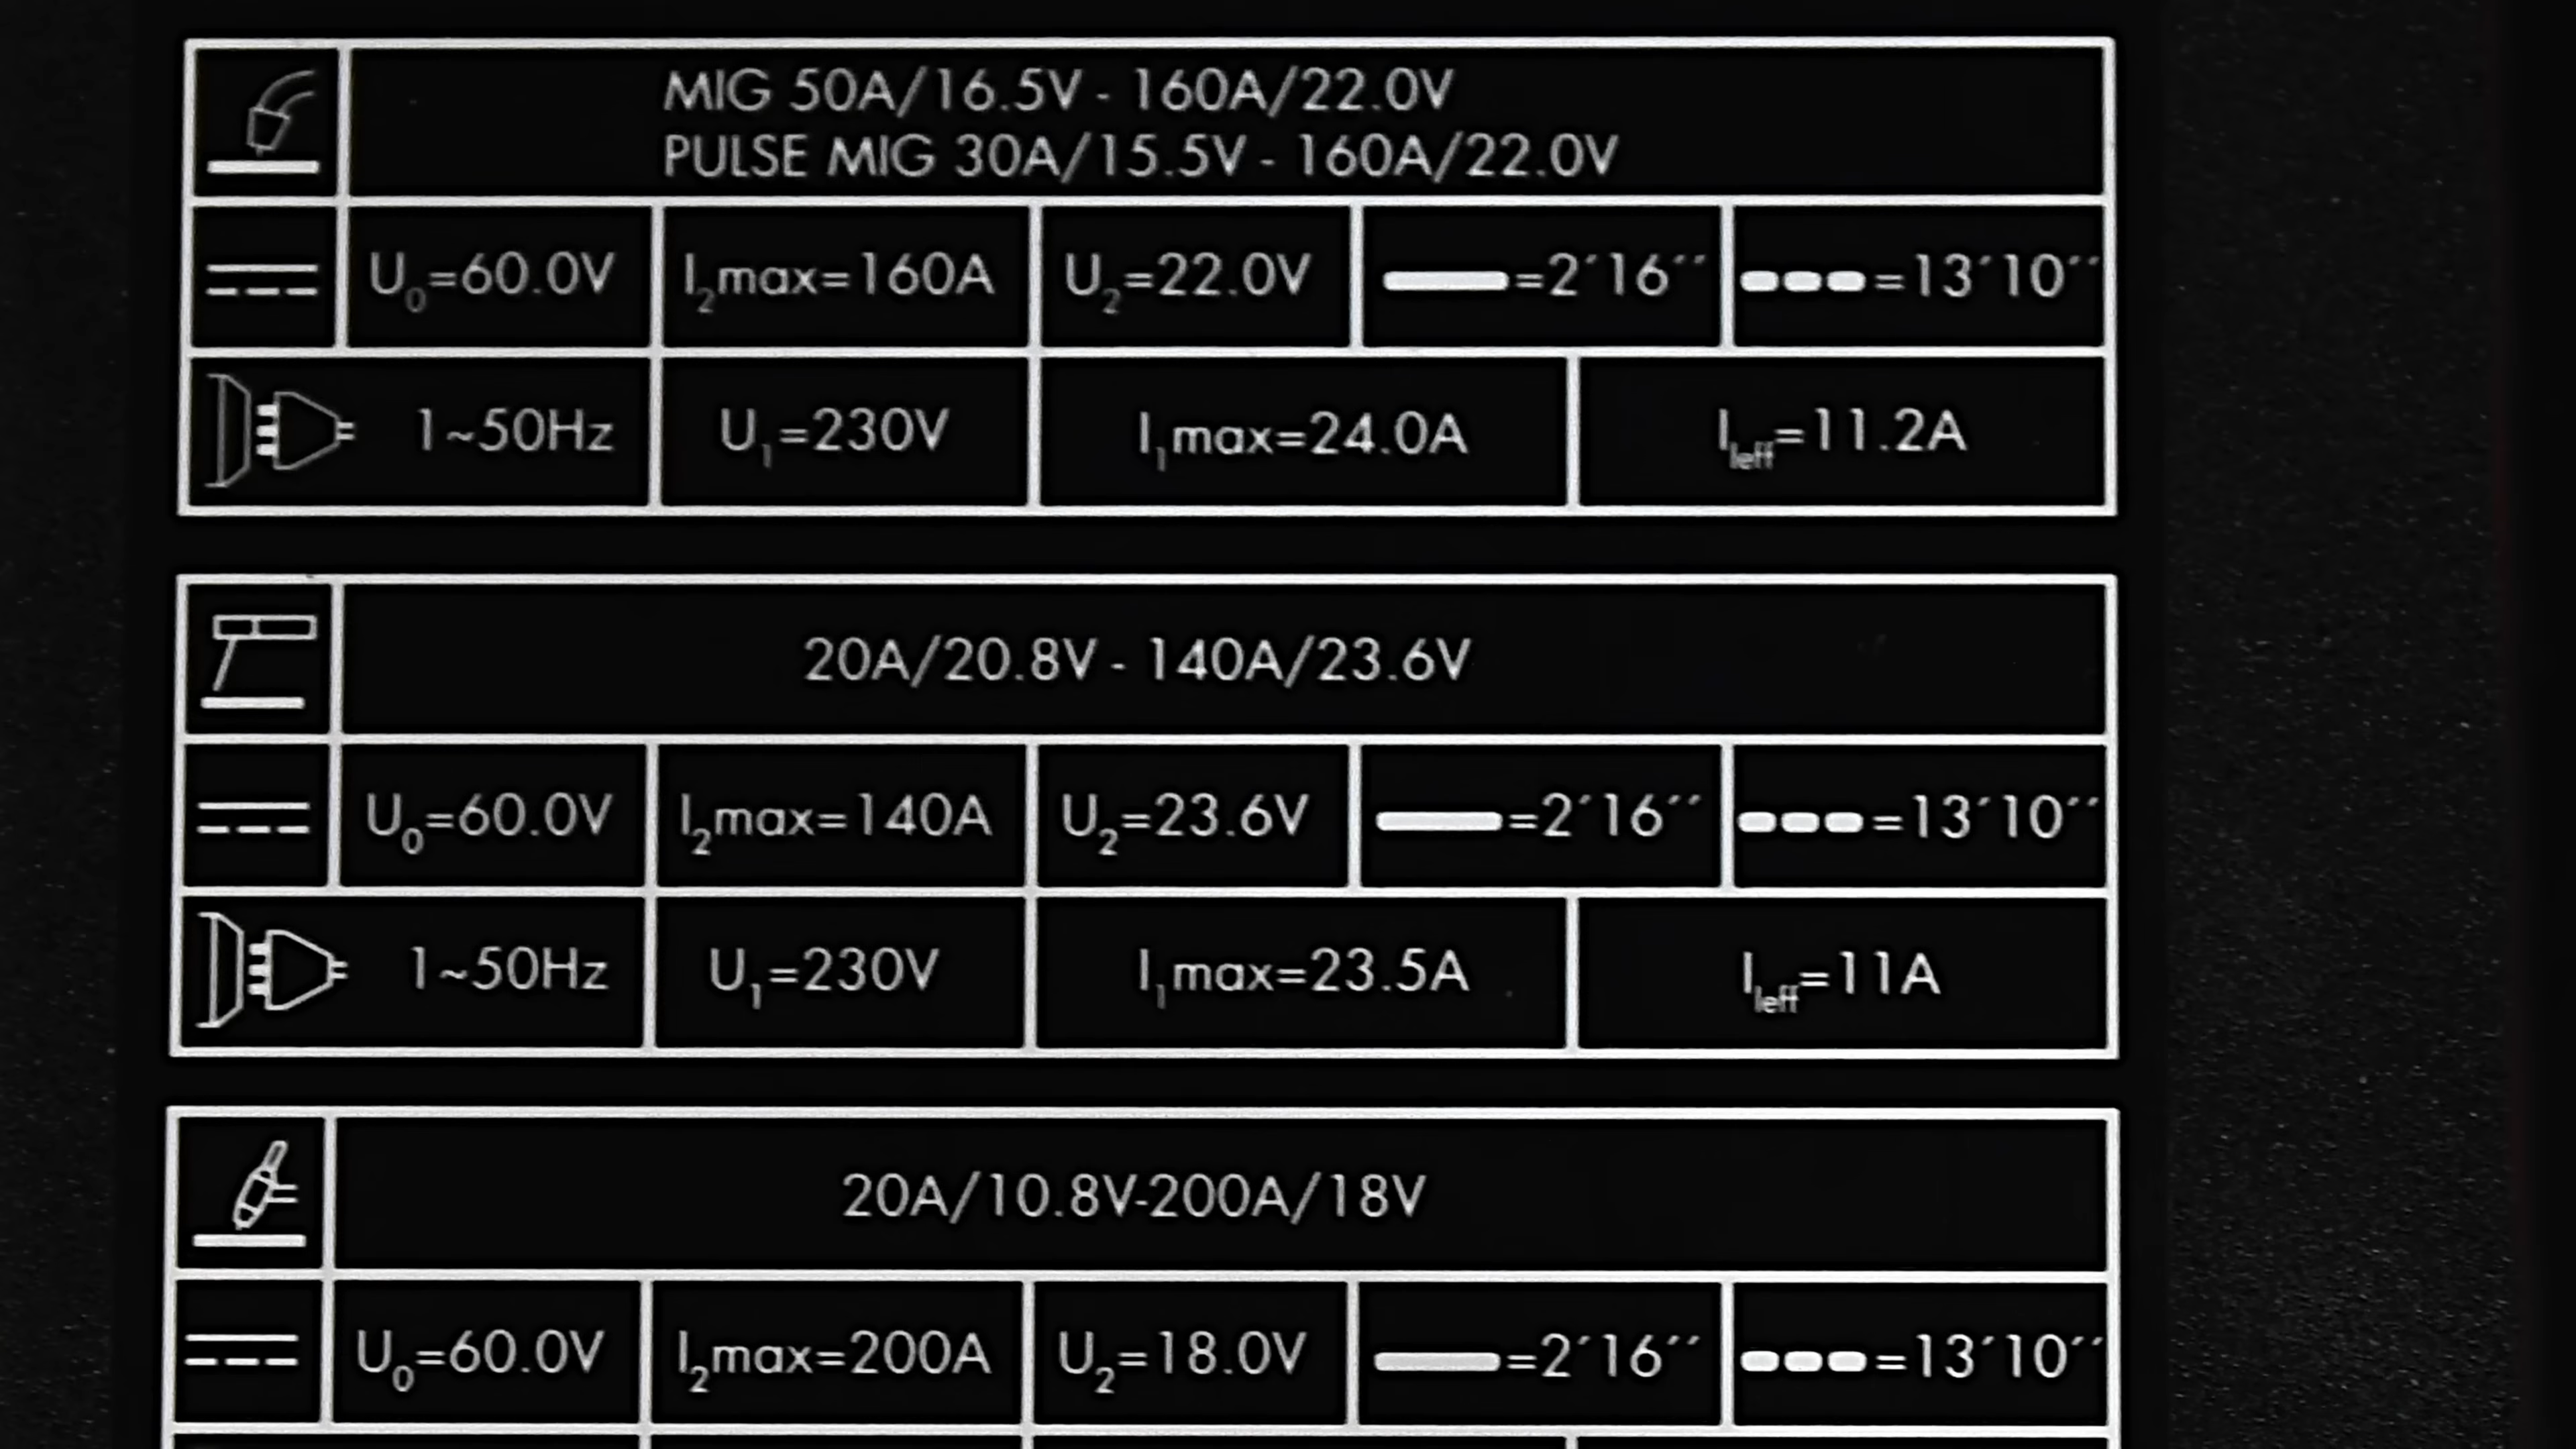 MIG 50A/16.5V - 160A/22.0V
PULSE MIG 30A/15.5V - 160A/22.0V
U₀=60.0V I₂max=160A U₂=22.0V =2´16´´ =13´10´´
1~50Hz U₁=230V I₁max=24.0A I₁eff=11.2A
20A/20.8V - 140A/23.6V
U₀=60.0V I₂max=140A U₂=23.6V =2´16´´ =13´10´´
1~50Hz U₁=230V I₁max=23.5A I₁eff=11A
20A/10.8V-200A/18V
U₀=60.0V I₂max=200A U₂=18.0V =2´16´´ =13´10´´